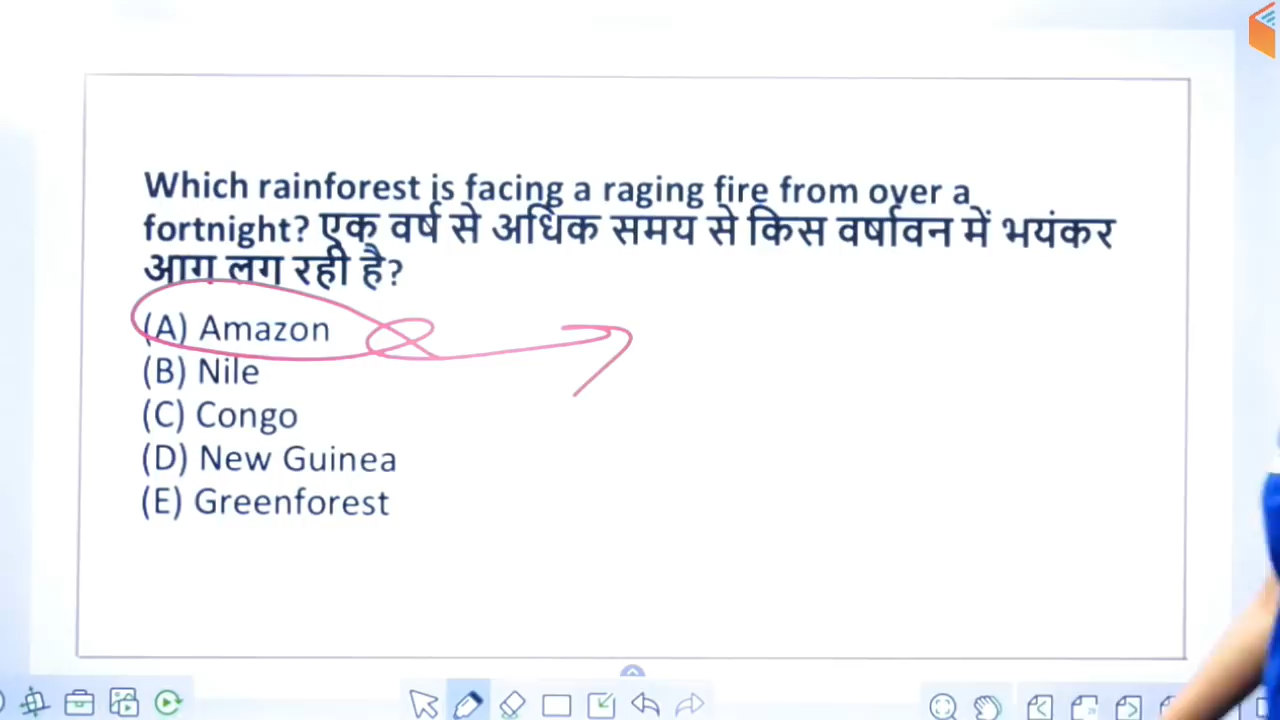 Which rainforest is facing a raging fire from over a
fortnight? एक वर्ष से अधिक समय से किस वर्षावन में भयंकर
आग लग रही है?
(A) Amazon
(B) Nile
(C) Congo
(D) New Guinea
(E) Greenforest